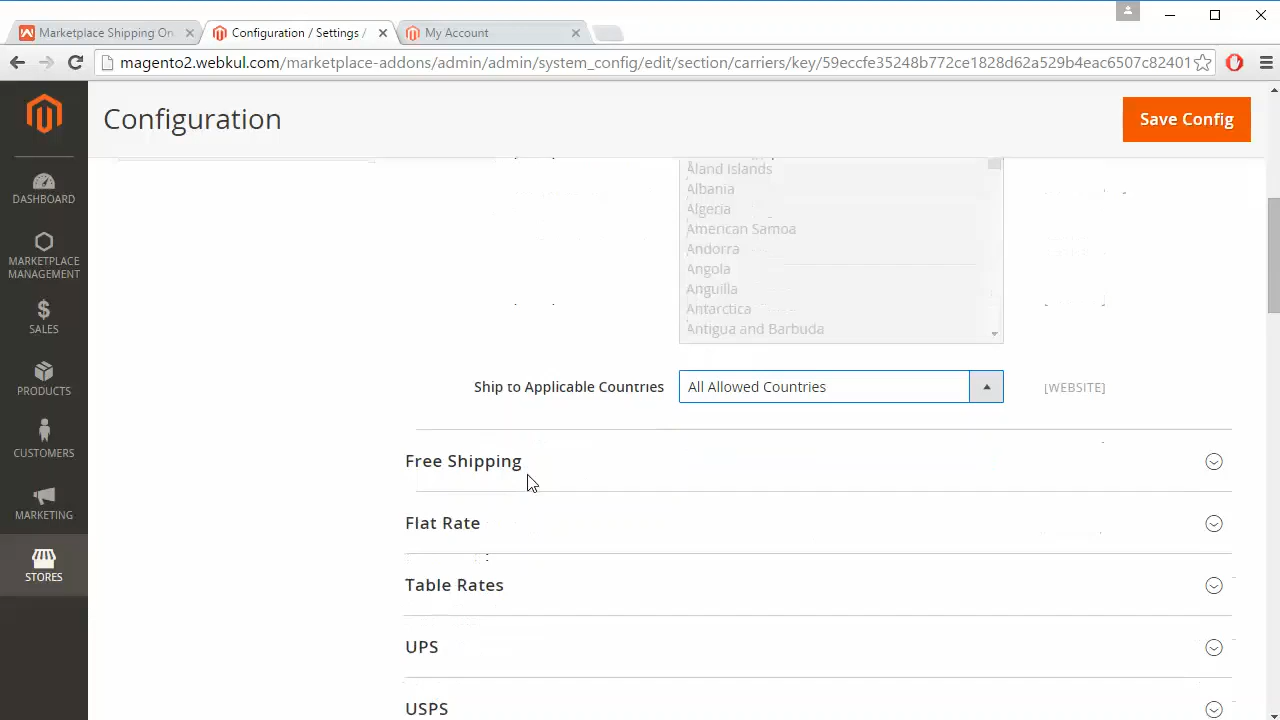 Marketplace Shipping On
Configuration / Settings /
My Account
magento2.webkul.com/marketplace-addons/admin/admin/system_config/edit/section/carriers/key/59eccfe35248b772ce1828d62a529b4eac6507c82401
Configuration
Save Config
DASHBOARD
MARKETPLACE
MANAGEMENT
SALES
PRODUCTS
CUSTOMERS
MARKETING
STORES
Åland Islands
Albania
Algeria
American Samoa
Andorra
Angola
Anguilla
Antarctica
Antigua and Barbuda
Ship to Applicable Countries
All Allowed Countries
[WEBSITE]
Free Shipping
Flat Rate
Table Rates
UPS
USPS